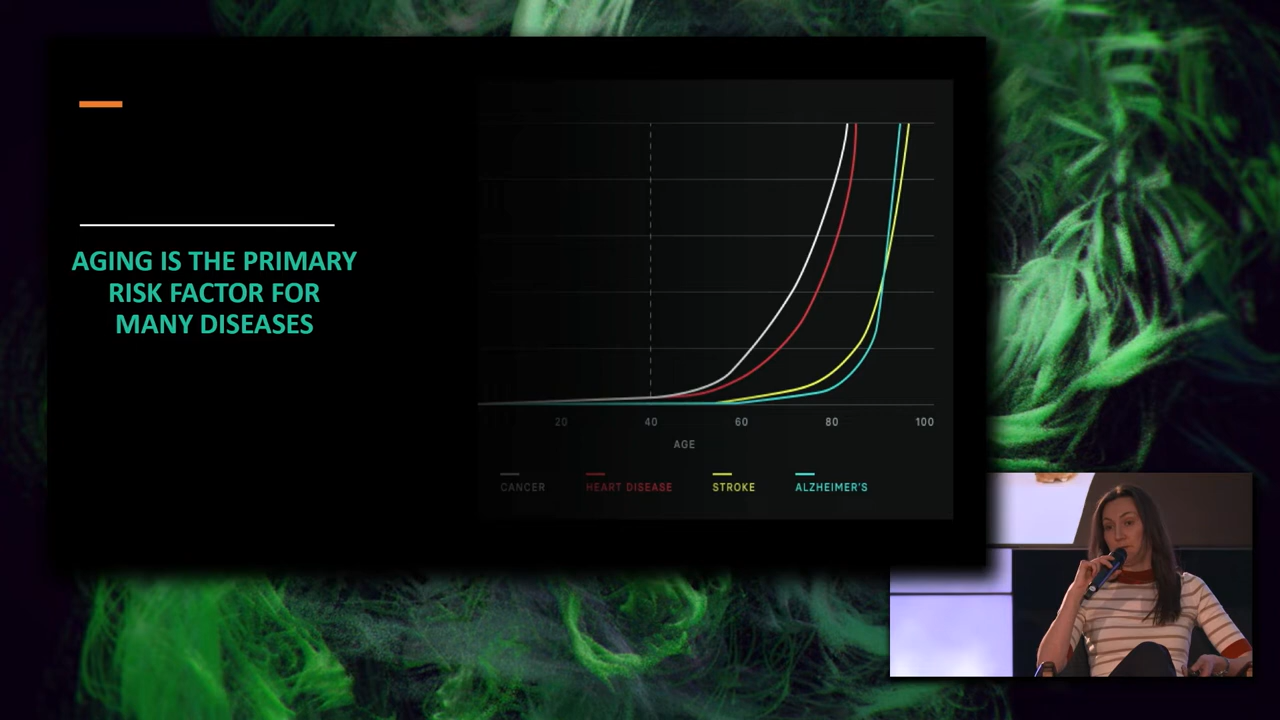 AGING IS THE PRIMARY
RISK FACTOR FOR
MANY DISEASES
20 40 60 80 100
AGE
CANCER HEART DISEASE STROKE ALZHEIMER'S